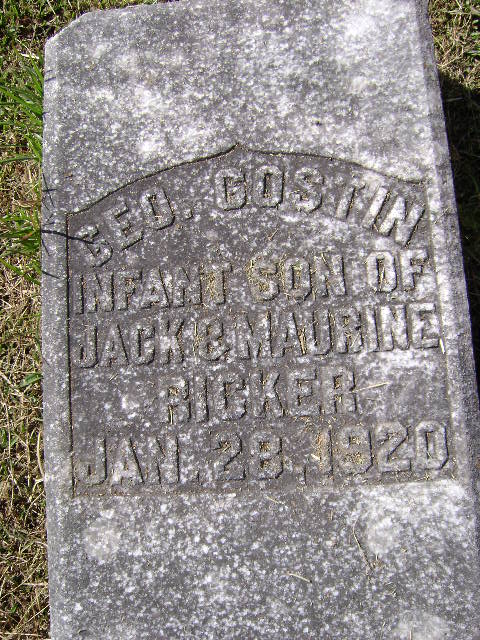 GEO. COSTIN
INFANT SON OF
JACK & MAURINE
RICKER
JAN. 28, 1920